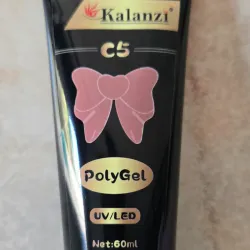 Kalanzi®
C5
PolyGel
UV/LED
Net:60ml